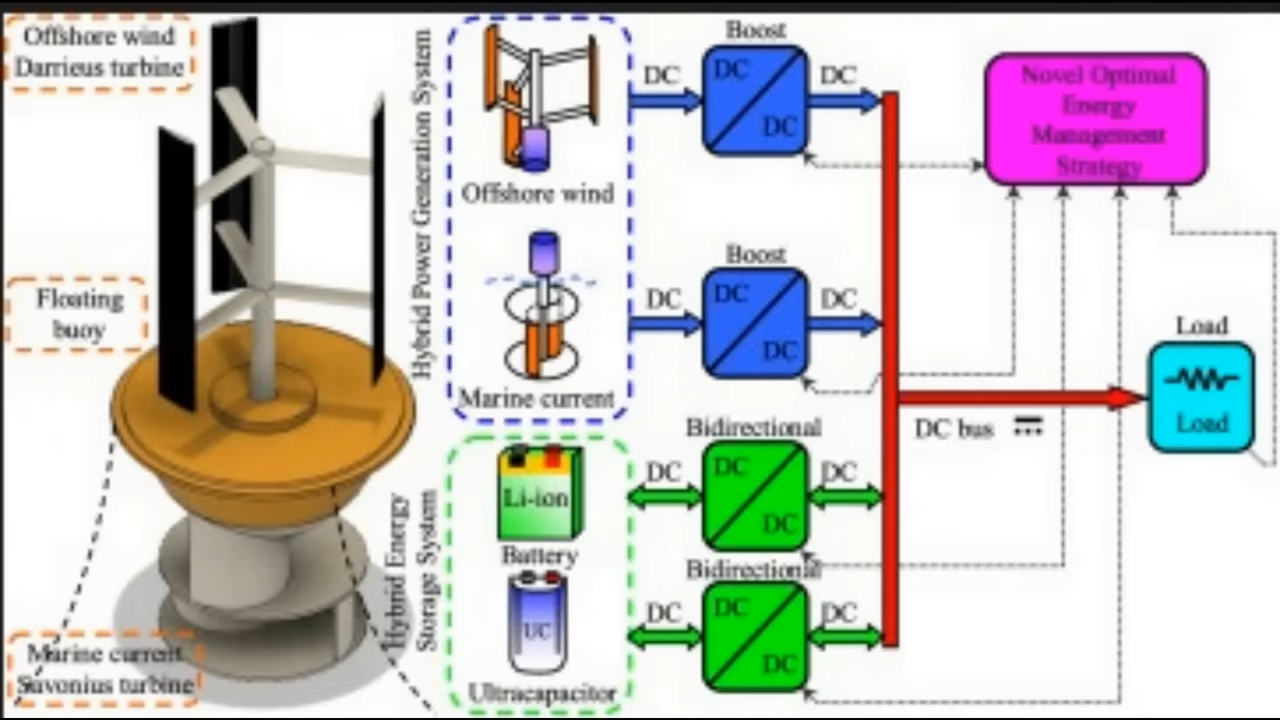 Offshore wind
Darrieus turbine
Floating
buoy
Marine current
Savonius turbine
Hybrid Power Generation System
Offshore wind
Marine current
Hybrid Energy
Storage System
Li-ion
Battery
UC
Ultracapacitor
Boost
DC
DC
DC
DC
Boost
DC
DC
DC
DC
Bidirectional
DC
DC
DC
DC
Bidirectional
DC
DC
DC
DC
DC bus
Novel Optimal
Energy
Management
Strategy
Load
Load